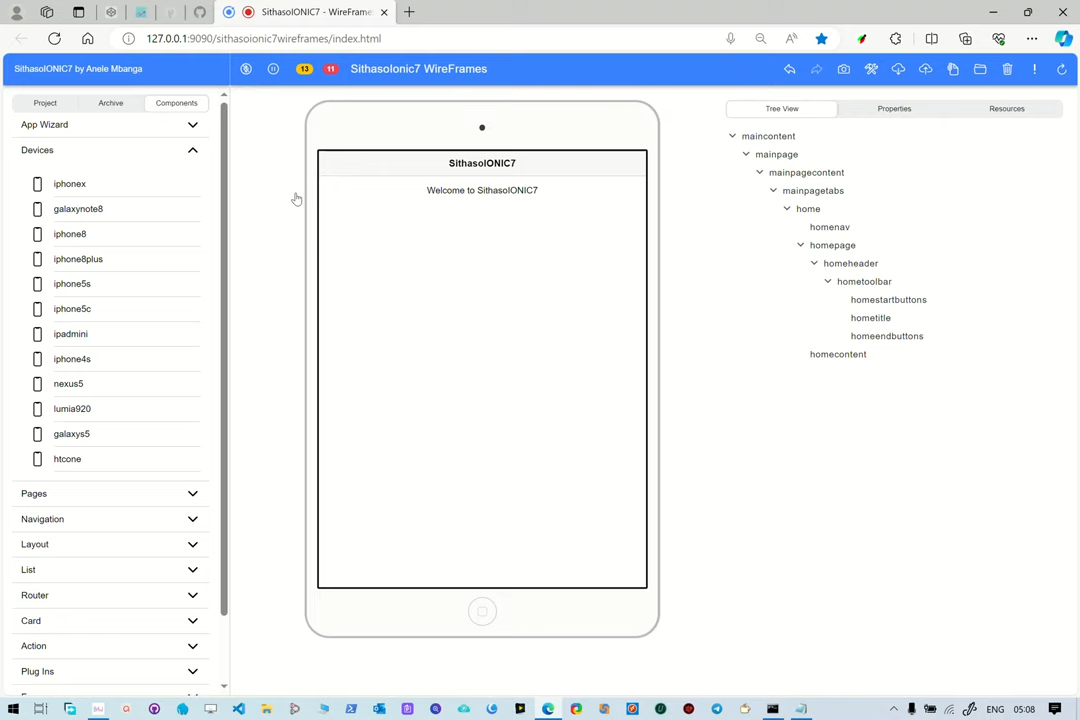 SithasoIONIC7 - WireFrame
127.0.0.1:9090/sithasoionic7wireframes/index.html
SithasoIONIC7 by Anele Mbanga
13
11
SithasoIonic7 WireFrames
Project
Archive
Components
App Wizard
Devices
iphonex
galaxynote8
iphone8
iphone8plus
iphone5s
iphone5c
ipadmini
iphone4s
nexus5
lumia920
galaxys5
htcone
Pages
Navigation
Layout
List
Router
Card
Action
Plug Ins
SithasoIONIC7
Welcome to SithasoIONIC7
Tree View
Properties
Resources
maincontent
mainpage
mainpagecontent
mainpagetabs
home
homenav
homepage
homeheader
hometoolbar
homestartbuttons
hometitle
homeendbuttons
homecontent
ENG
05:08